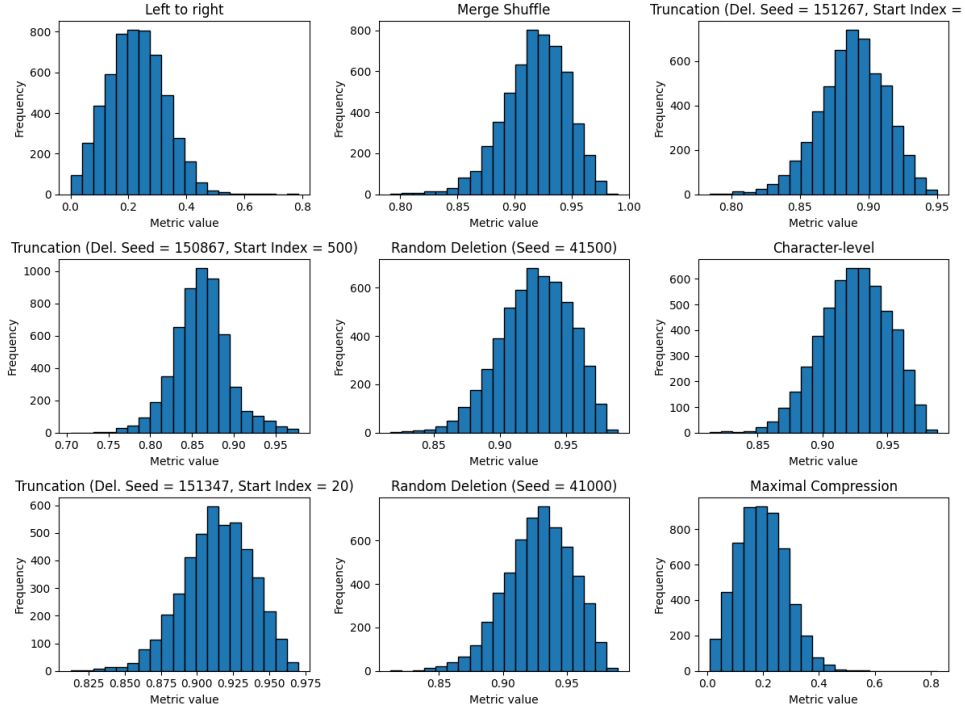 Left to right
Frequency
800
600
400
200
0
0.0 0.2 0.4 0.6 0.8
Metric value
Merge Shuffle
Frequency
800
600
400
200
0
0.80 0.85 0.90 0.95 1.00
Metric value
Truncation (Del. Seed = 151267, Start Index =
Frequency
600
400
200
0
0.80 0.85 0.90 0.95
Metric value
Truncation (Del. Seed = 150867, Start Index = 500)
Frequency
1000
800
600
400
200
0
0.70 0.75 0.80 0.85 0.90 0.95
Metric value
Random Deletion (Seed = 41500)
Frequency
600
400
200
0
0.85 0.90 0.95
Metric value
Character-level
Frequency
600
500
400
300
200
100
0
0.85 0.90 0.95
Metric value
Truncation (Del. Seed = 151347, Start Index = 20)
Frequency
600
500
400
300
200
100
0
0.825 0.850 0.875 0.900 0.925 0.950 0.975
Metric value
Random Deletion (Seed = 41000)
Frequency
600
400
200
0
0.85 0.90 0.95
Metric value
Maximal Compression
Frequency
800
600
400
200
0
0.0 0.2 0.4 0.6 0.8
Metric value